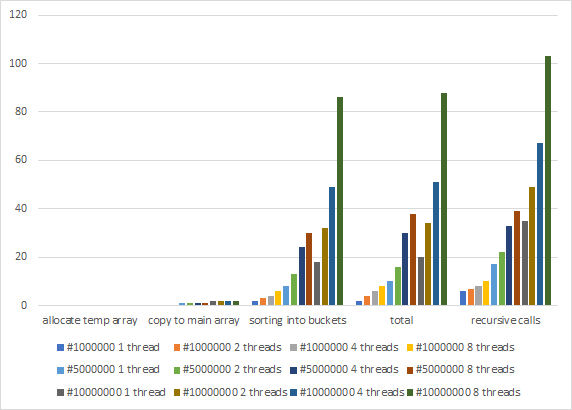 120
100
80
60
40
20
0
allocate temp array copy to main array sorting into buckets total recursive calls
#1000000 1 thread #1000000 2 threads #1000000 4 threads #1000000 8 threads
#5000000 1 thread #5000000 2 threads #5000000 4 threads #5000000 8 threads
#10000000 1 thread #10000000 2 threads #10000000 4 threads #10000000 8 threads